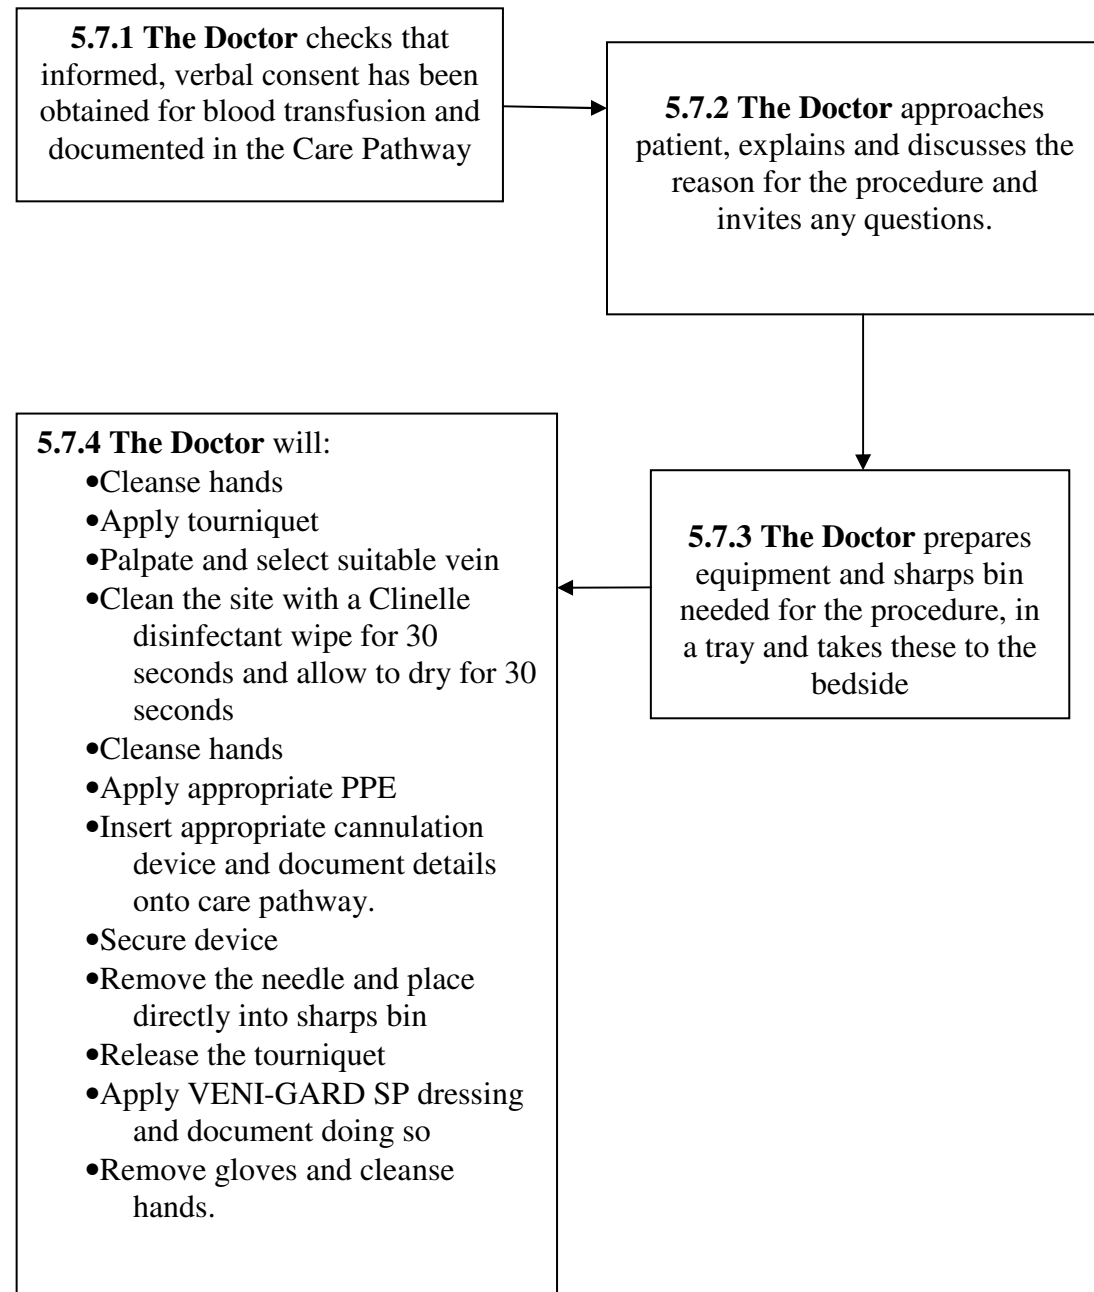 5.7.1 The Doctor checks that
informed, verbal consent has been
obtained for blood transfusion and
documented in the Care Pathway
5.7.2 The Doctor approaches
patient, explains and discusses the
reason for the procedure and
invites any questions.
5.7.3 The Doctor prepares
equipment and sharps bin
needed for the procedure, in
a tray and takes these to the
bedside
5.7.4 The Doctor will:
•Cleanse hands
•Apply tourniquet
•Palpate and select suitable vein
•Clean the site with a Clinelle
disinfectant wipe for 30
seconds and allow to dry for 30
seconds
•Cleanse hands
•Apply appropriate PPE
•Insert appropriate cannulation
device and document details
onto care pathway.
•Secure device
•Remove the needle and place
directly into sharps bin
•Release the tourniquet
•Apply VENI-GARD SP dressing
and document doing so
•Remove gloves and cleanse
hands.